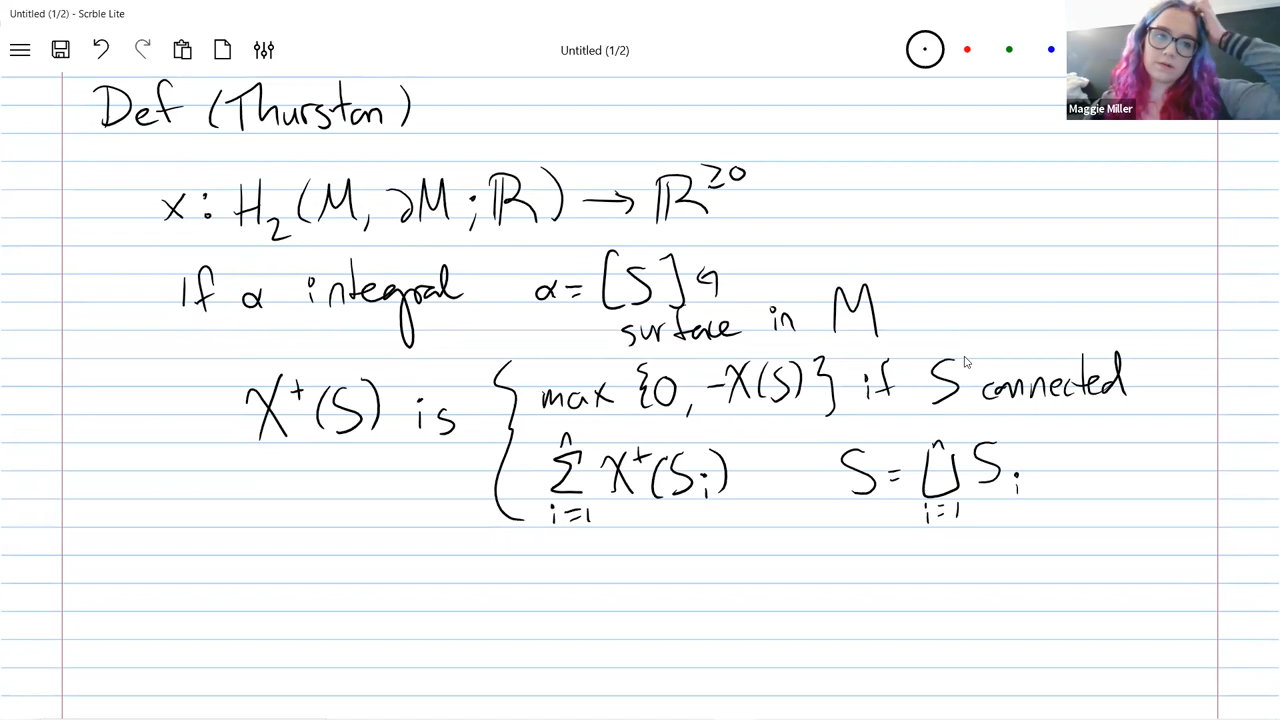 Untitled (1/2) - Scrble Lite
Untitled (1/2)
Maggie Miller
Def (Thurston)
x : H₂(M, ∂M ; ℝ) → ℝ^≥0
If α integral α = [S] ↰
surface in M
χ⁺(S) is { max {0, -χ(S)} if S connected
∑_{i=1}^{n} χ⁺(S_i) S = ⨆_{i=1}^{n} S_i